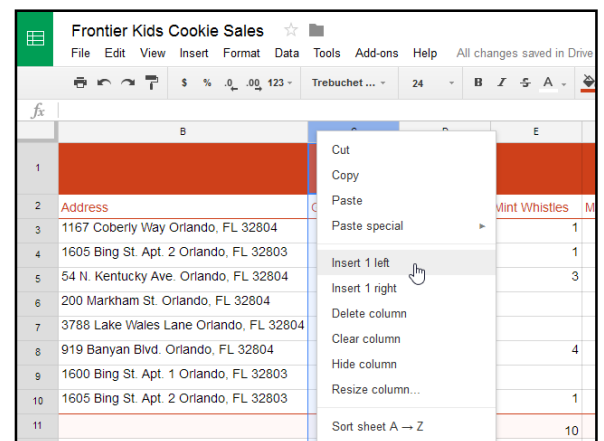 Frontier Kids Cookie Sales
File Edit View Insert Format Data Tools Add-ons Help All changes saved in Drive
$ % .0 .00 123 Trebuchet ... 24 B I S A
fx
B E
1
2 Address Mint Whistles M
3 1167 Coberly Way Orlando, FL 32804 1
4 1605 Bing St. Apt. 2 Orlando, FL 32803 1
5 54 N. Kentucky Ave. Orlando, FL 32804 3
6 200 Markham St. Orlando, FL 32804
7 3788 Lake Wales Lane Orlando, FL 32804
8 919 Banyan Blvd. Orlando, FL 32804 4
9 1600 Bing St. Apt. 1 Orlando, FL 32803
10 1605 Bing St. Apt. 2 Orlando, FL 32803 1
11 10
Cut
Copy
Paste
Paste special
Insert 1 left
Insert 1 right
Delete column
Clear column
Hide column
Resize column...
Sort sheet A → Z